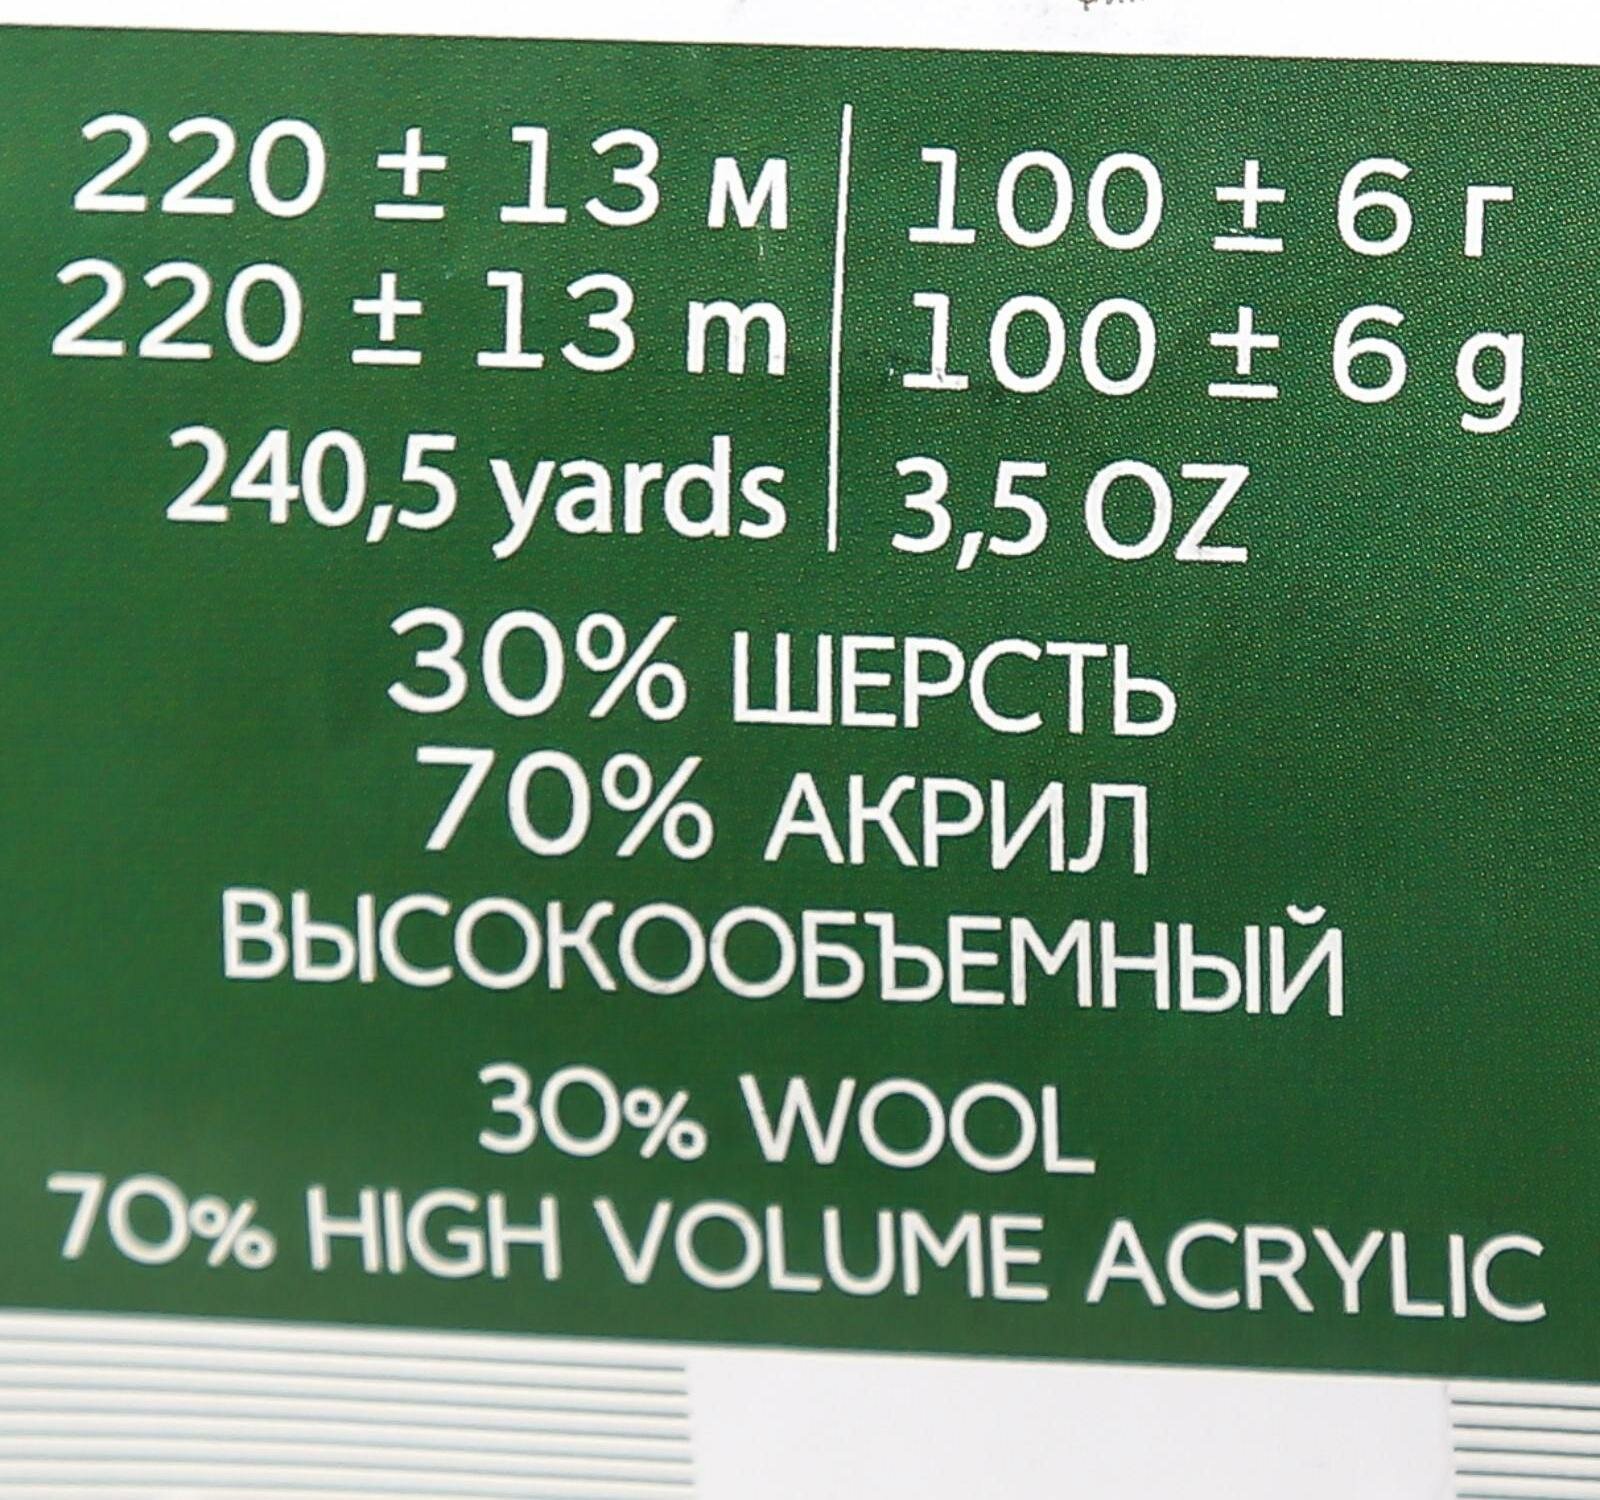 220 ± 13 м | 100 ± 6 г
220 ± 13 m | 100 ± 6 g
240,5 yards | 3,5 OZ
30% ШЕРСТЬ
70% АКРИЛ
ВЫСОКООБЪЕМНЫЙ
30% WOOL
70% HIGH VOLUME ACRYLIC